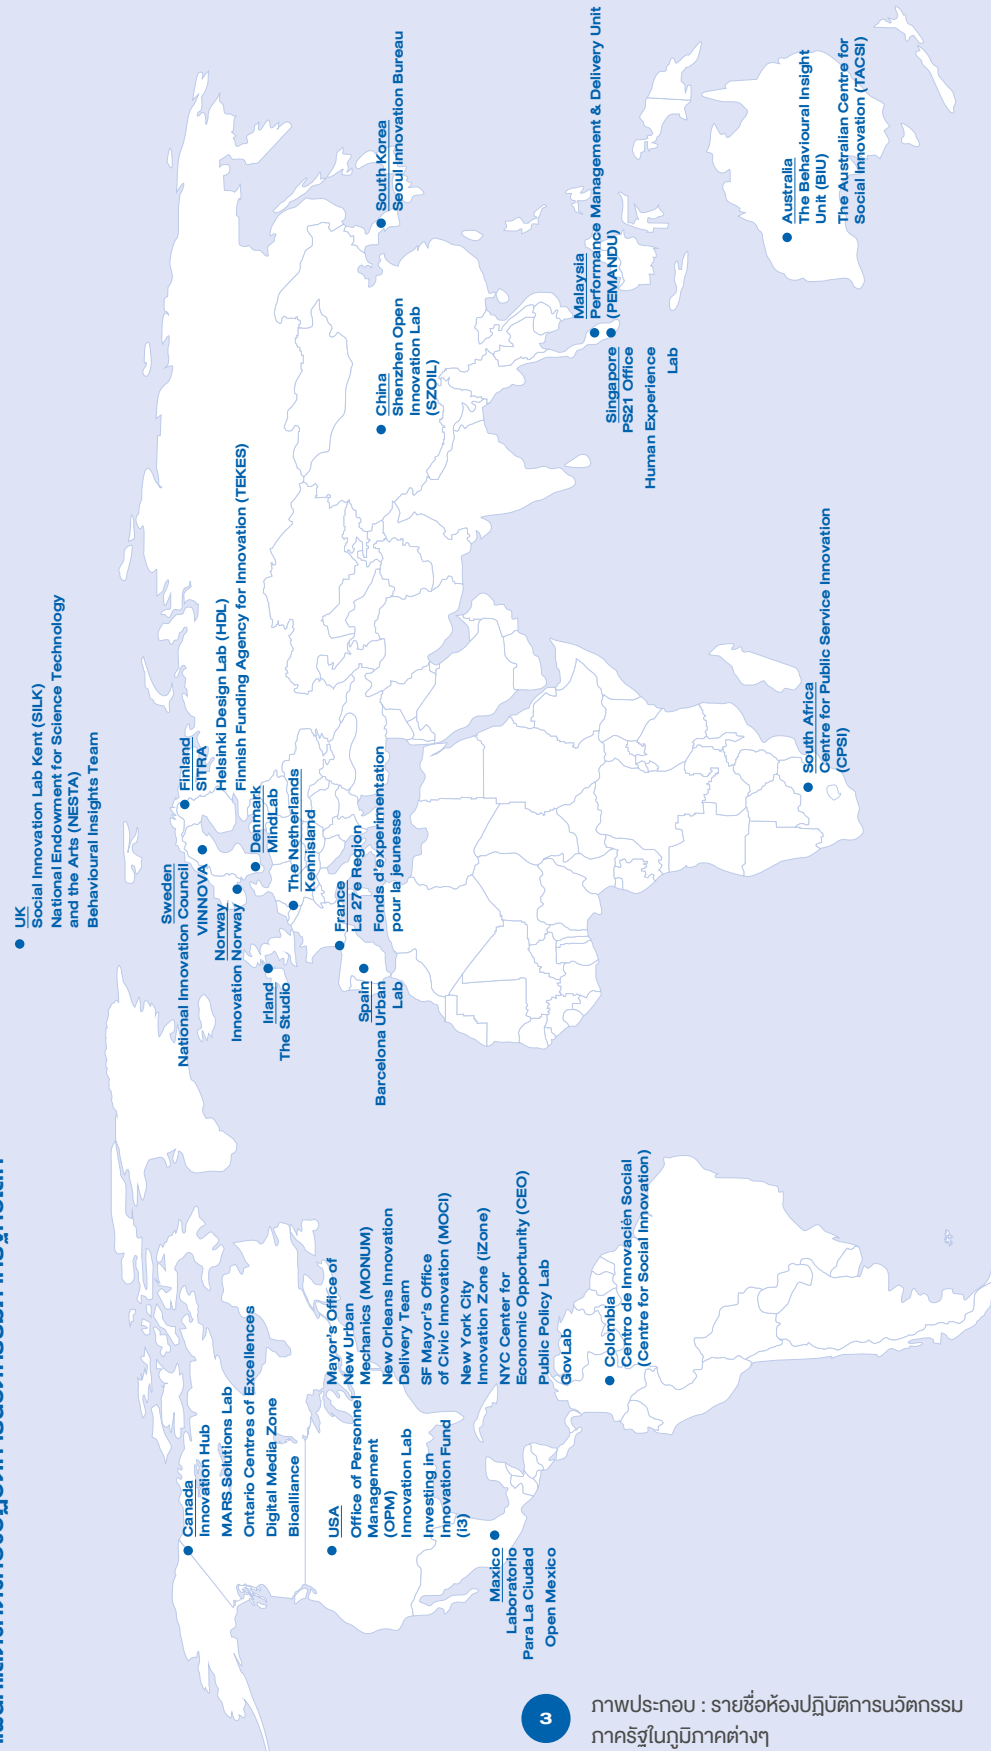 UK
Social Innovation Lab Kent (SILK)
National Endowment for Science Technology
and the Arts (NESTA)
Behavioural Insights Team
Sweden
National Innovation Council
VINNOVA
Norway
Innovation Norway
Finland
SITRA
Helsinki Design Lab (HDL)
Finnish Funding Agency for Innovation (TEKES)
Denmark
MindLab
The Netherlands
Kennisland
Irland
The Studio
France
La 27e Region
Fonds d'experimentation
pour la jeunesse
Spain
Barcelona Urban
Lab
South Korea
Seoul Innovation Bureau
China
Shenzhen Open
Innovation Lab
(SZOIL)
Malaysia
Performance Management & Delivery Unit
(PEMANDU)
Singapore
PS21 Office
Human Experience
Lab
Australia
The Behavioural Insight
Unit (BIU)
The Australian Centre for
Social Innovation (TACSI)
South Africa
Centre for Public Service Innovation
(CPSI)
Canada
Innovation Hub
MARS Solutions Lab
Ontario Centres of Excellences
Digital Media Zone
Bioalliance
USA
Office of Personnel
Management
(OPM)
Innovation Lab
Investing in
Innovation Fund
(i3)
Mayor's Office of
New Urban
Mechanics (MONUM)
New Orleans Innovation
Delivery Team
SF Mayor's Office
of Civic Innovation (MOCI)
New York City
Innovation Zone (iZone)
NYC Center for
Economic Opportunity (CEO)
Public Policy Lab
GovLab
Maxico
Laboratorio
Para La Ciudad
Open Mexico
Colombia
Centro de Innovación Social
(Centre for Social Innovation)
3
ภาพประกอบ : รายชื่อห้องปฏิบัติการนวัตกรรม
ภาครัฐในภูมิภาคต่างๆ